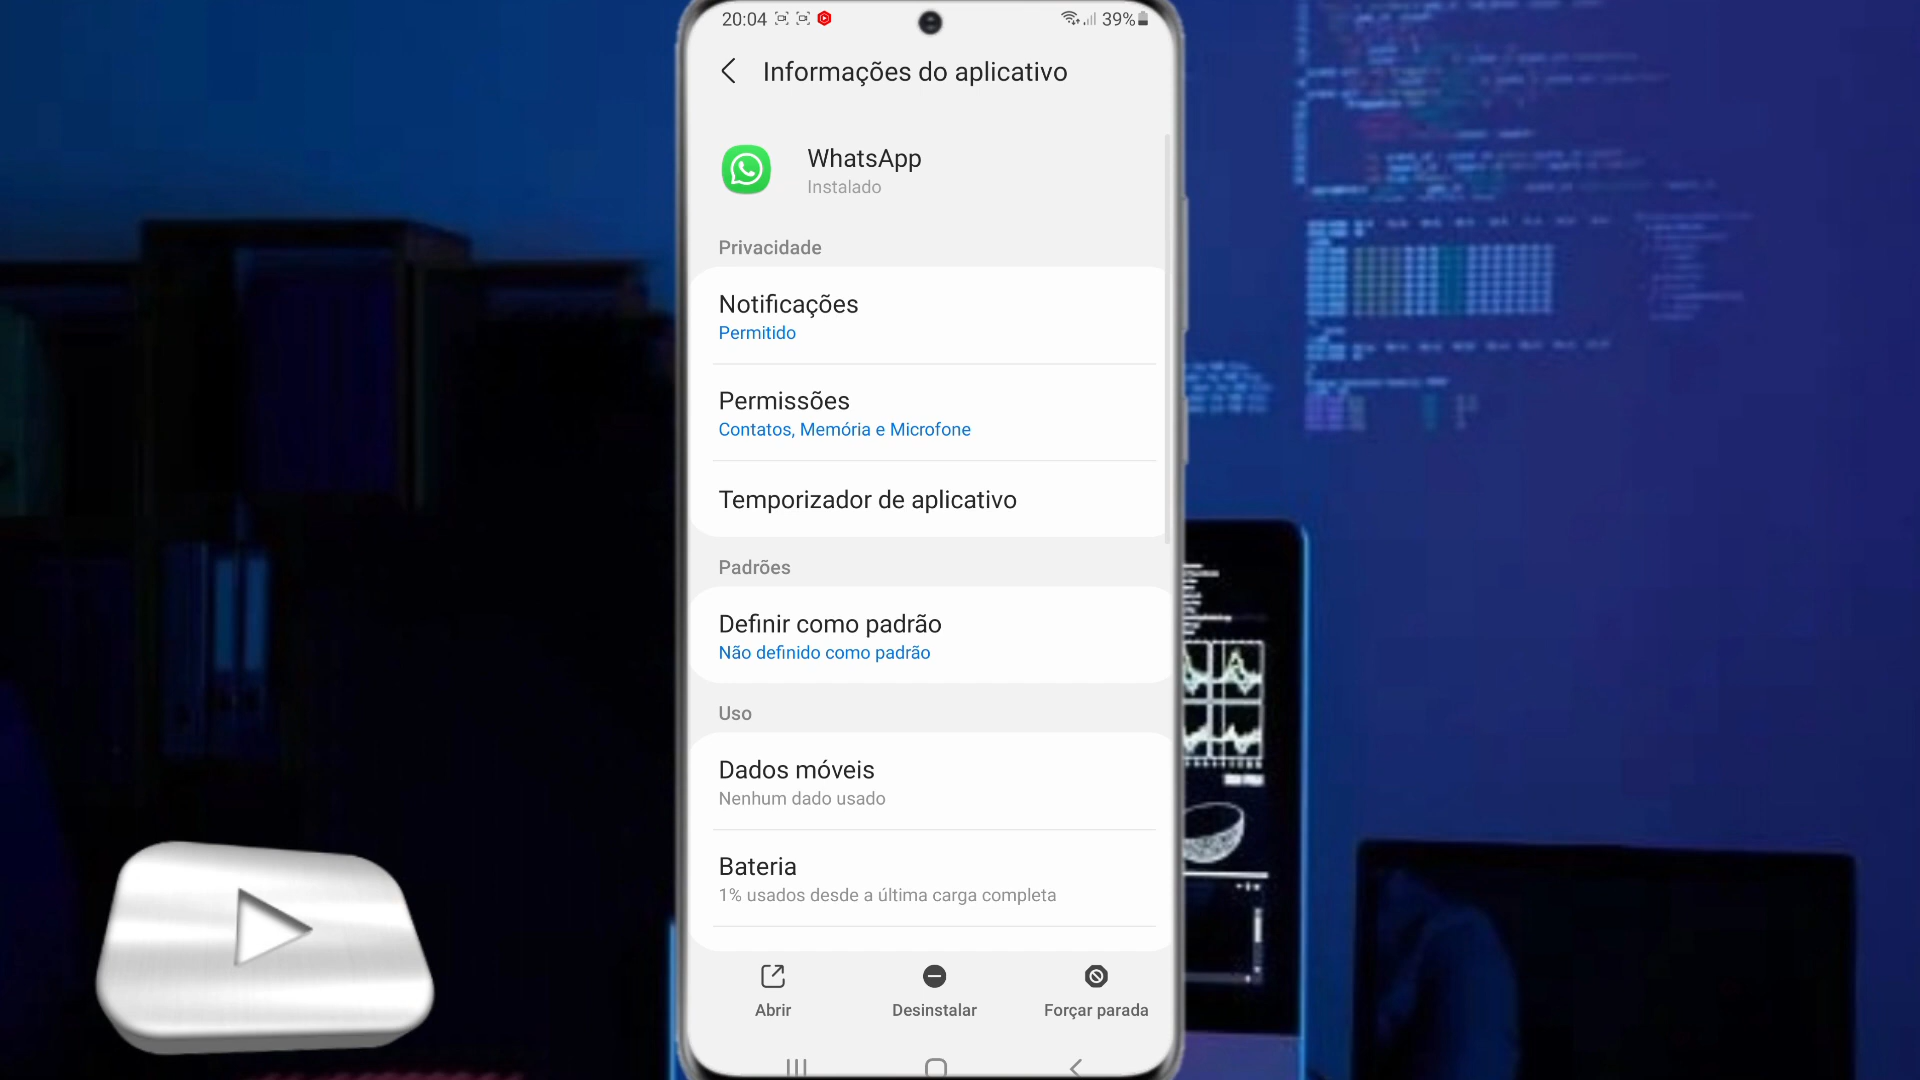 20:04
39%
Informações do aplicativo
WhatsApp
Instalado
Privacidade
Notificações
Permitido
Permissões
Contatos, Memória e Microfone
Temporizador de aplicativo
Padrões
Definir como padrão
Não definido como padrão
Uso
Dados móveis
Nenhum dado usado
Bateria
1% usados desde a última carga completa
Abrir
Desinstalar
Forçar parada